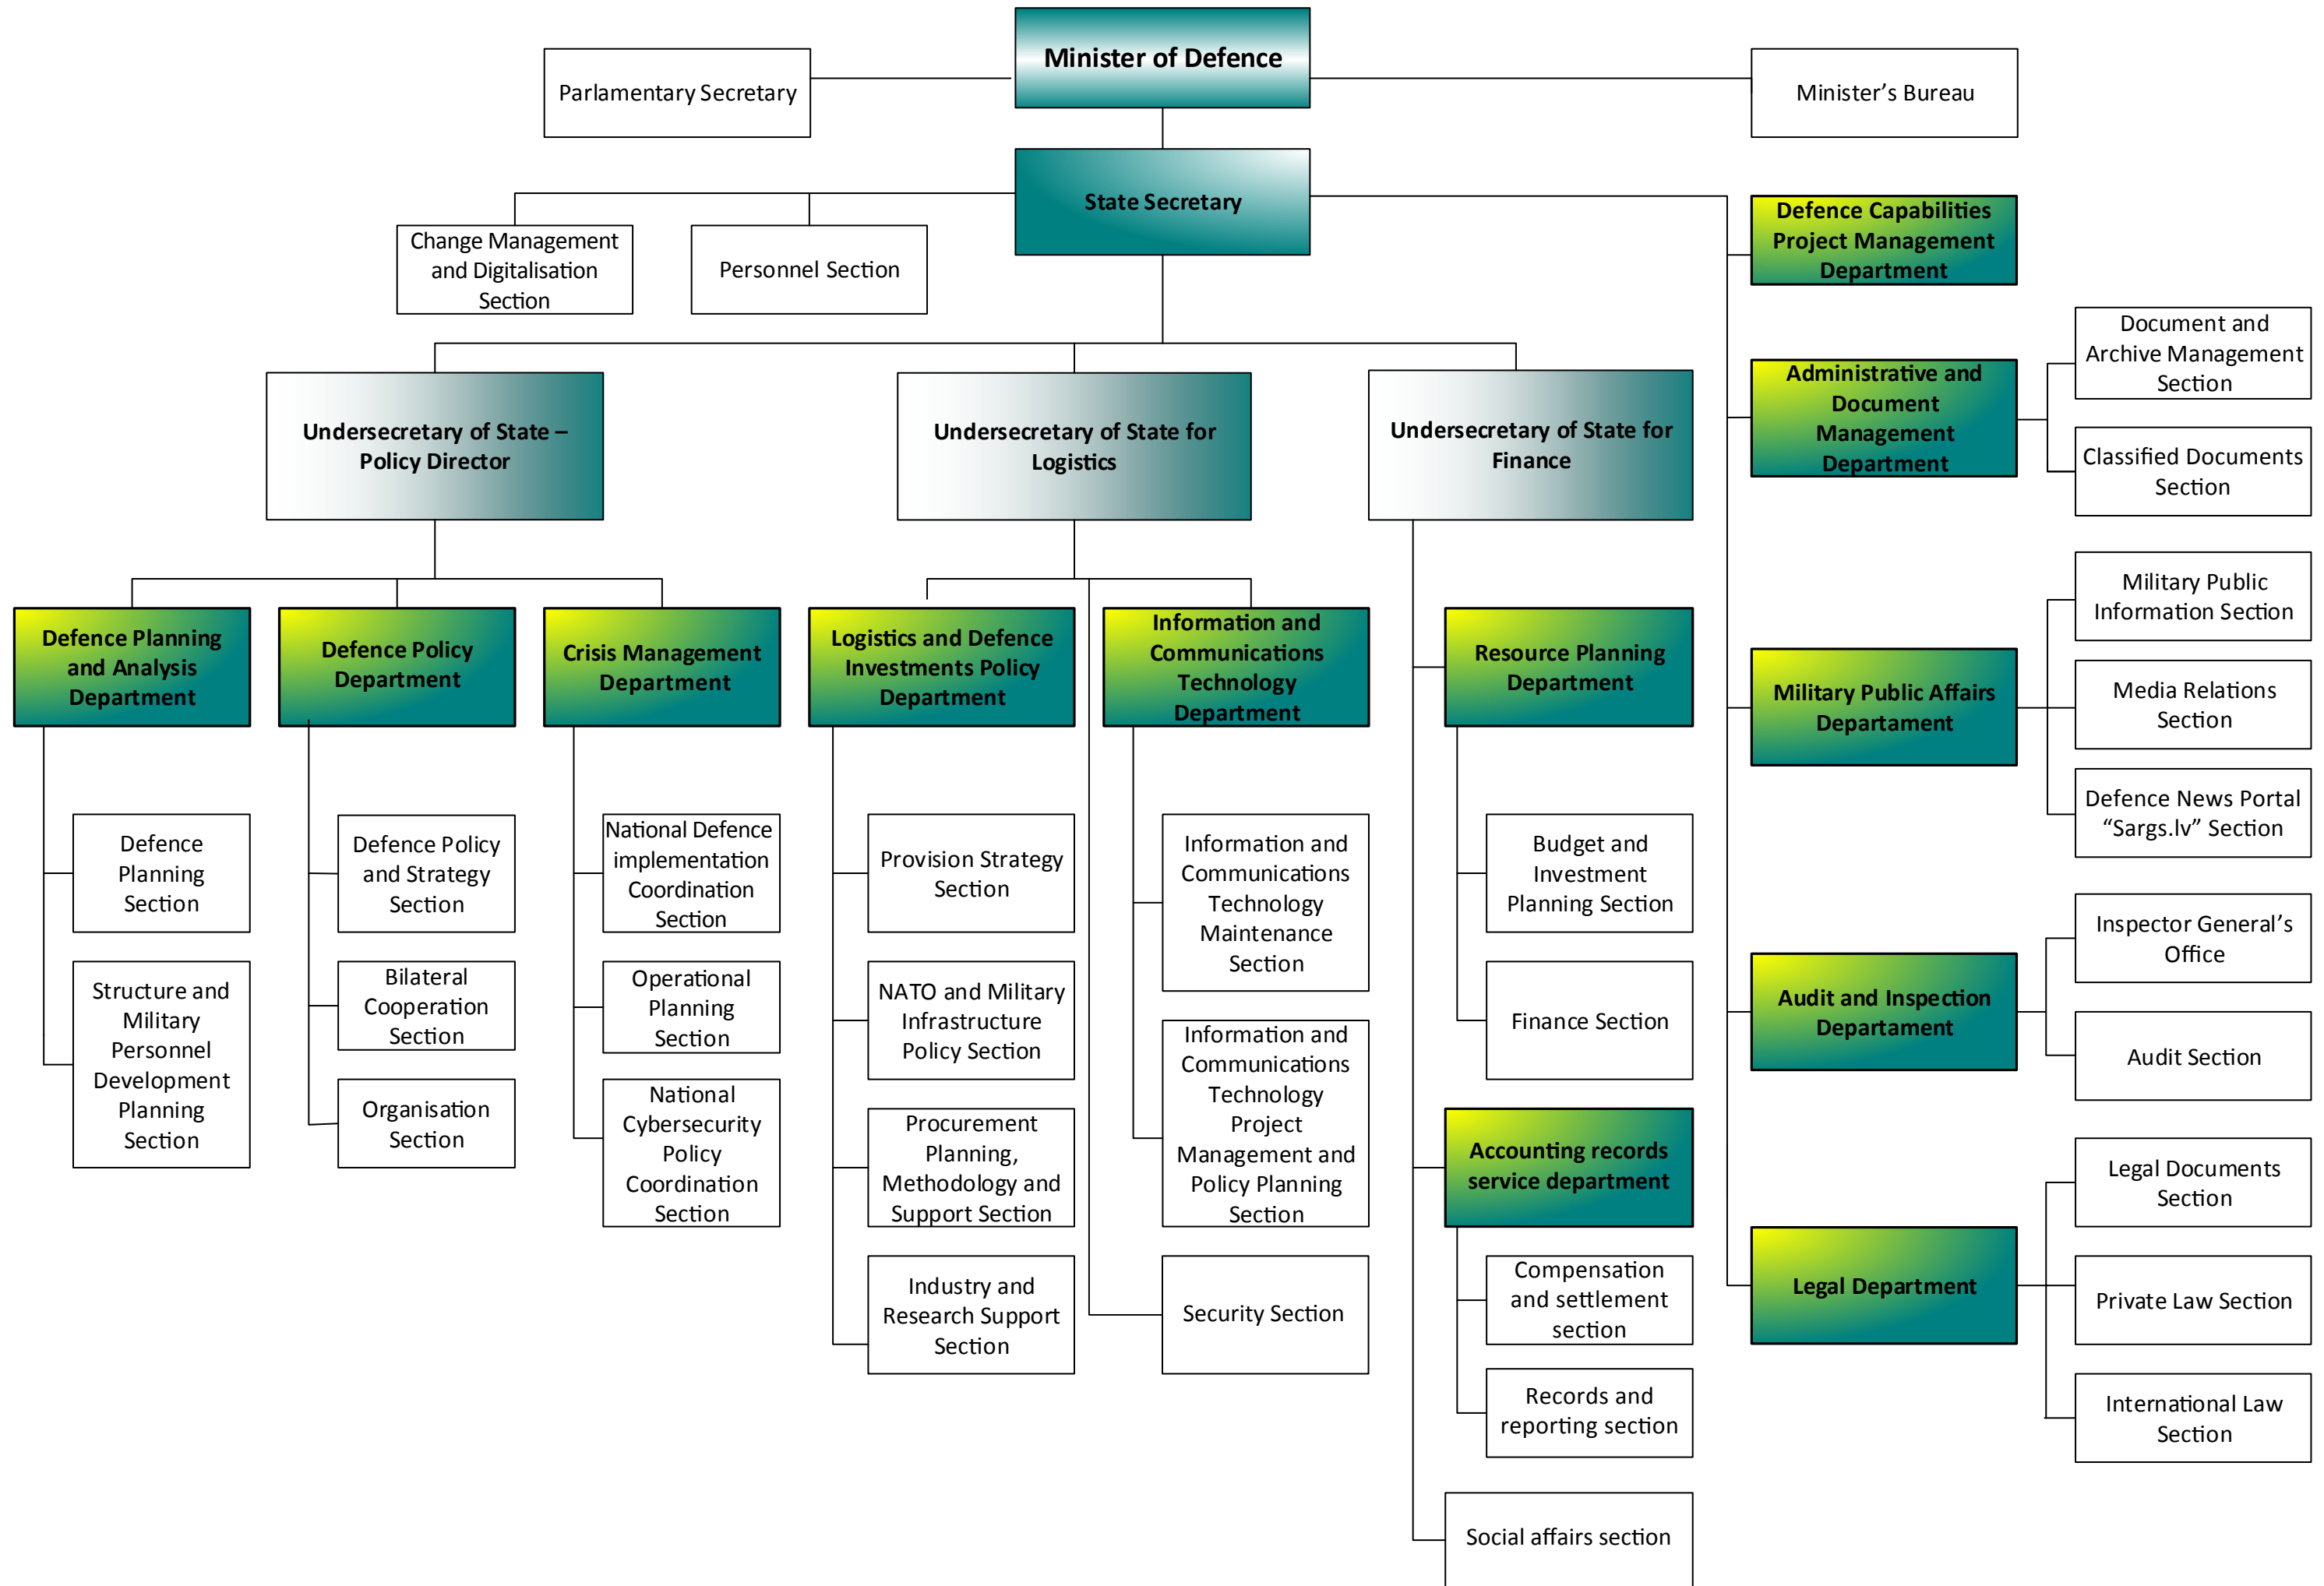 Minister of Defence
Parlamentary Secretary
Minister’s Bureau
State Secretary
Change Management
and Digitalisation
Section
Personnel Section
Defence Capabilities
Project Management
Department
Administrative and
Document
Management
Department
Document and
Archive Management
Section
Classified Documents
Section
Undersecretary of State –
Policy Director
Undersecretary of State for
Logistics
Undersecretary of State for
Finance
Defence Planning
and Analysis
Department
Defence Policy
Department
Crisis Management
Department
Logistics and Defence
Investments Policy
Department
Information and
Communications
Technology
Department
Resource Planning
Department
Military Public Affairs
Departament
Military Public
Information Section
Media Relations
Section
Defence News Portal
“Sargs.lv” Section
Defence
Planning
Section
Structure and
Military
Personnel
Development
Planning
Section
Defence Policy
and Strategy
Section
Bilateral
Cooperation
Section
Organisation
Section
National Defence
implementation
Coordination
Section
Operational
Planning
Section
National
Cybersecurity
Policy
Coordination
Section
Provision Strategy
Section
NATO and Military
Infrastructure
Policy Section
Procurement
Planning,
Methodology and
Support Section
Industry and
Research Support
Section
Information and
Communications
Technology
Maintenance
Section
Information and
Communications
Technology
Project
Management and
Policy Planning
Section
Security Section
Budget and
Investment
Planning Section
Finance Section
Accounting records
service department
Compensation
and settlement
section
Records and
reporting section
Social affairs section
Audit and Inspection
Departament
Inspector General’s
Office
Audit Section
Legal Department
Legal Documents
Section
Private Law Section
International Law
Section